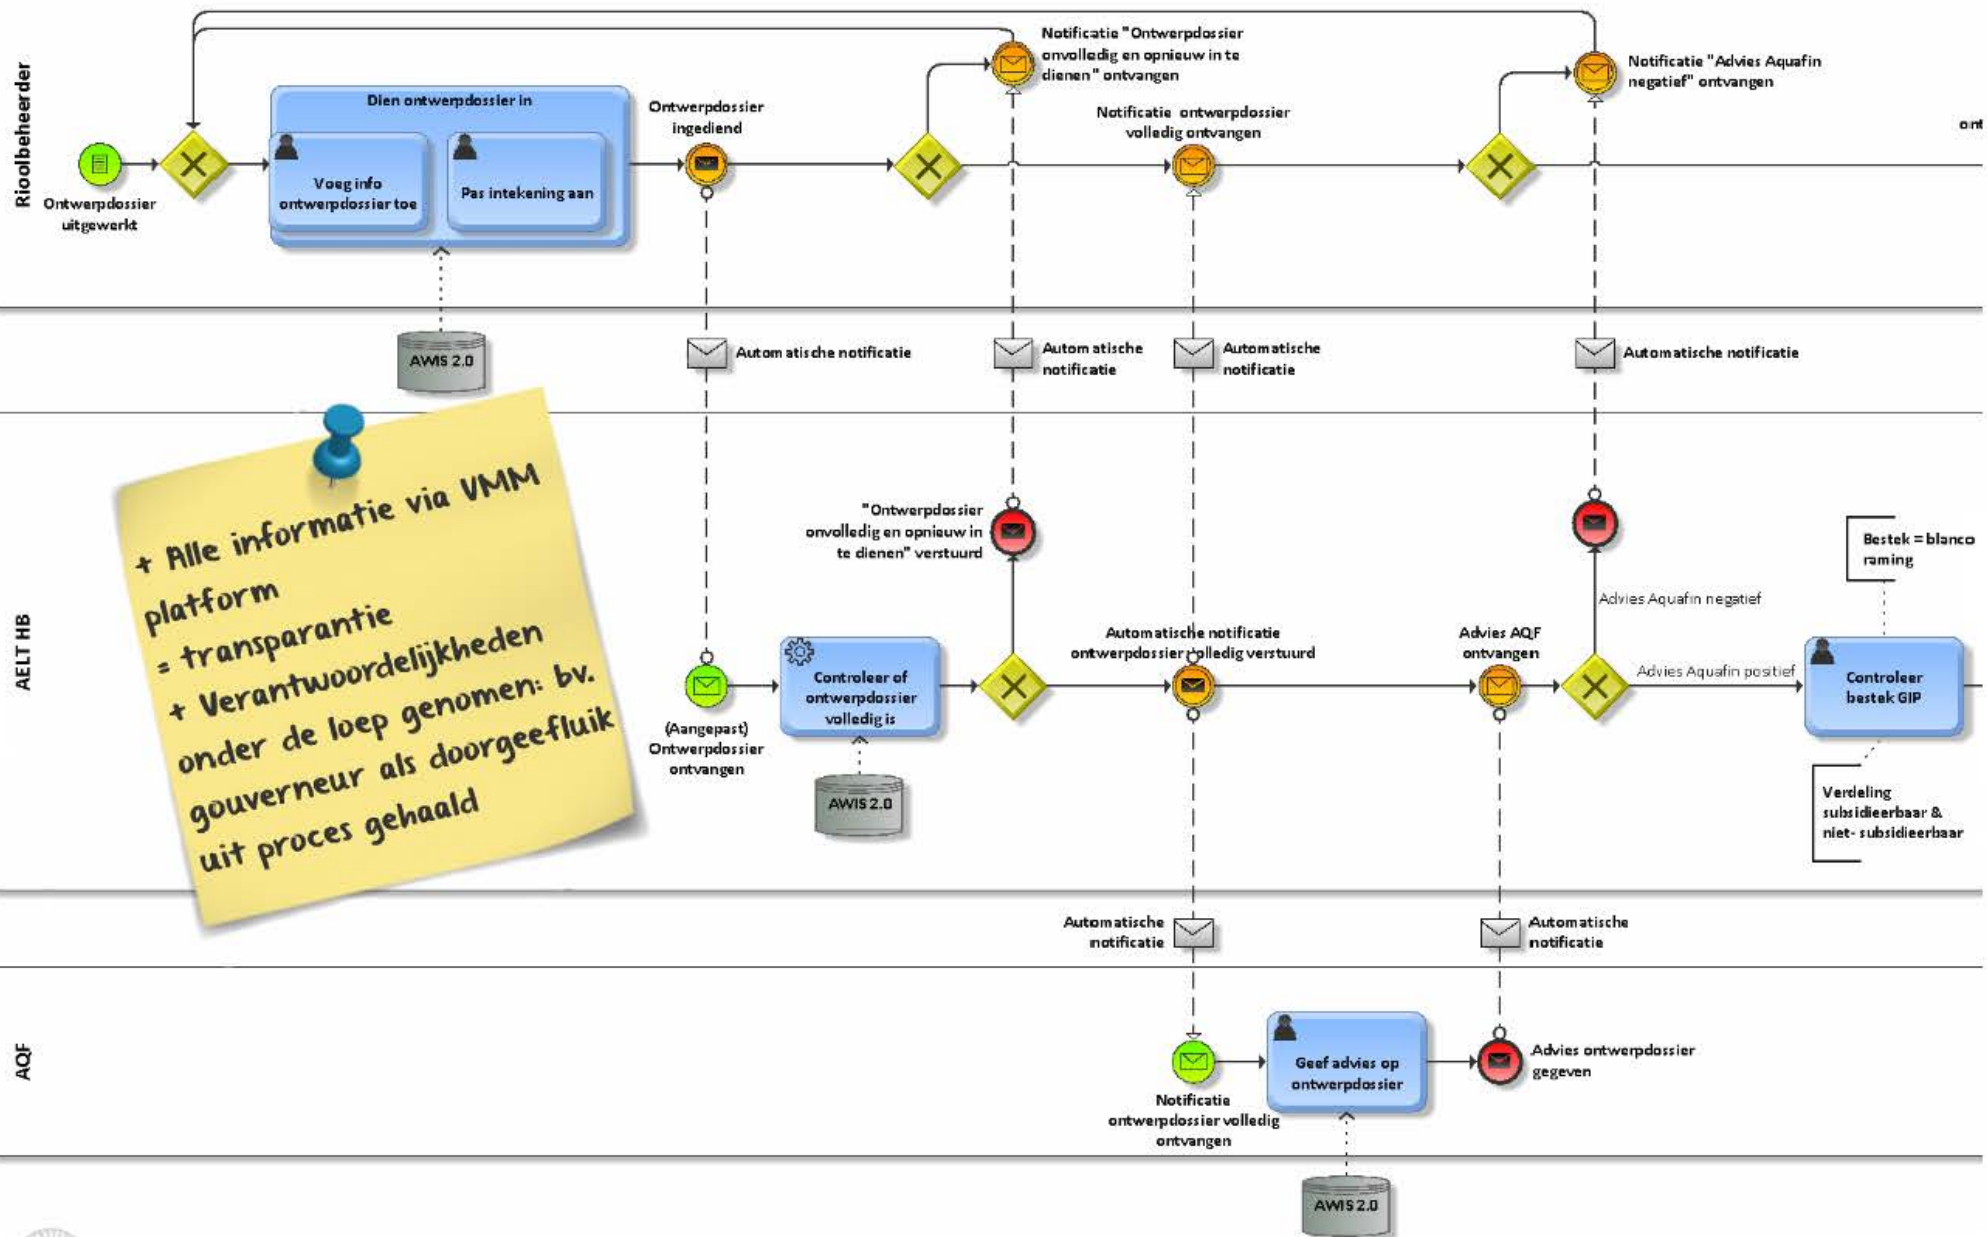 Rioolbeheerder
Ontwerpdossier
uitgewerkt
Dien ontwerpdossier in
Voeg info
ontwerpdossier toe
Pas intekening aan
Ontwerpdossier
ingediend
Notificatie "Ontwerpdossier
onvolledig en opnieuw in te
dienen" ontvangen
Notificatie ontwerpdossier
volledig ontvangen
Notificatie "Advies Aquafin
negatief" ontvangen
ont
AWIS 2.0
Automatische notificatie
Automatische
notificatie
Automatische
notificatie
Automatische notificatie
AELT HB
+ Alle informatie via VMM
platform
= transparantie
+ Verantwoordelijkheden
onder de loep genomen: bv.
gouverneur als doorgeefluik
uit proces gehaald
"Ontwerpdossier
onvolledig en opnieuw in
te dienen" verstuurd
(Aangepast)
Ontwerpdossier
ontvangen
Controleer of
ontwerpdossier
volledig is
AWIS 2.0
Automatische notificatie
ontwerpdossier volledig verstuurd
Advies AQF
ontvangen
Advies Aquafin negatief
Advies Aquafin positief
Bestek = blanco
raming
Controleer
bestek GIP
Verdeling
subsidieerbaar &
niet- subsidieerbaar
Automatische
notificatie
Automatische
notificatie
AQF
Notificatie
ontwerpdossier volledig
ontvangen
Geef advies op
ontwerpdossier
Advies ontwerpdossier
gegeven
AWIS 2.0